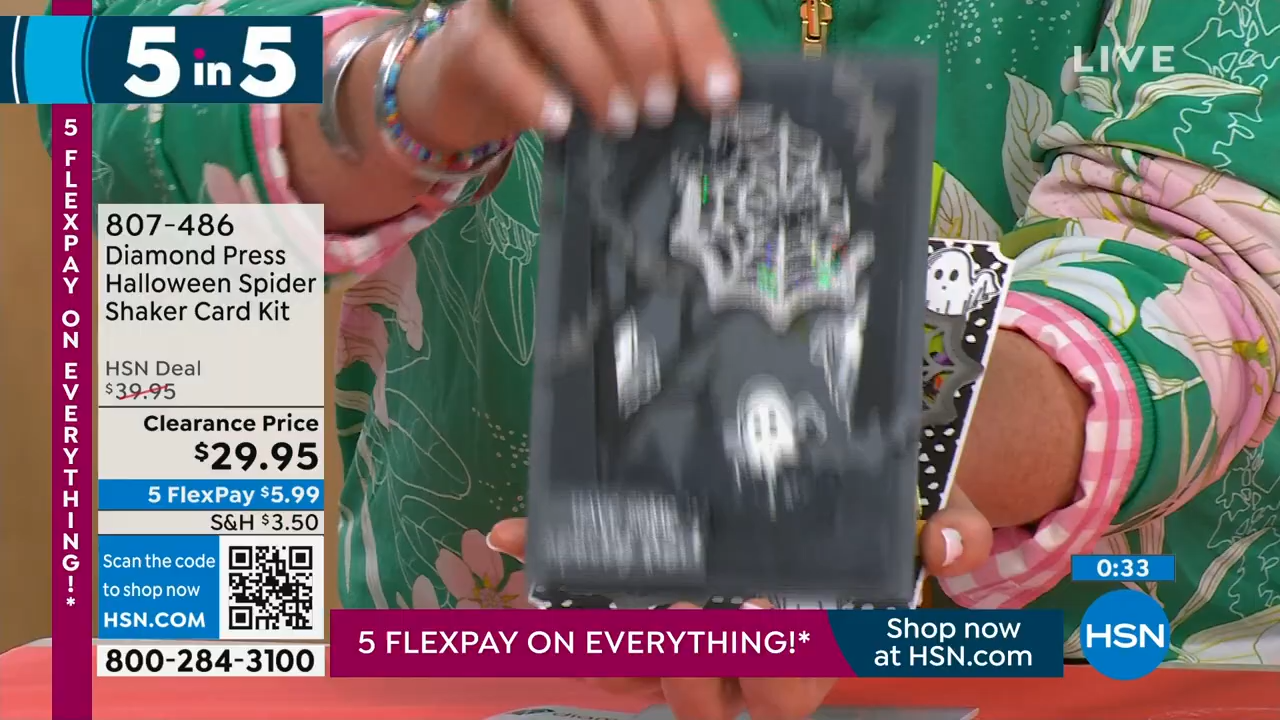 5 in 5
LIVE
5 FLEXPAY ON EVERYTHING!*
807-486
Diamond Press
Halloween Spider
Shaker Card Kit
HSN Deal
$39.95
Clearance Price
$29.95
5 FlexPay $5.99
S&H $3.50
Scan the code
to shop now
HSN.COM
800-284-3100
5 FLEXPAY ON EVERYTHING!*
Shop now
at HSN.com
0:33
HSN